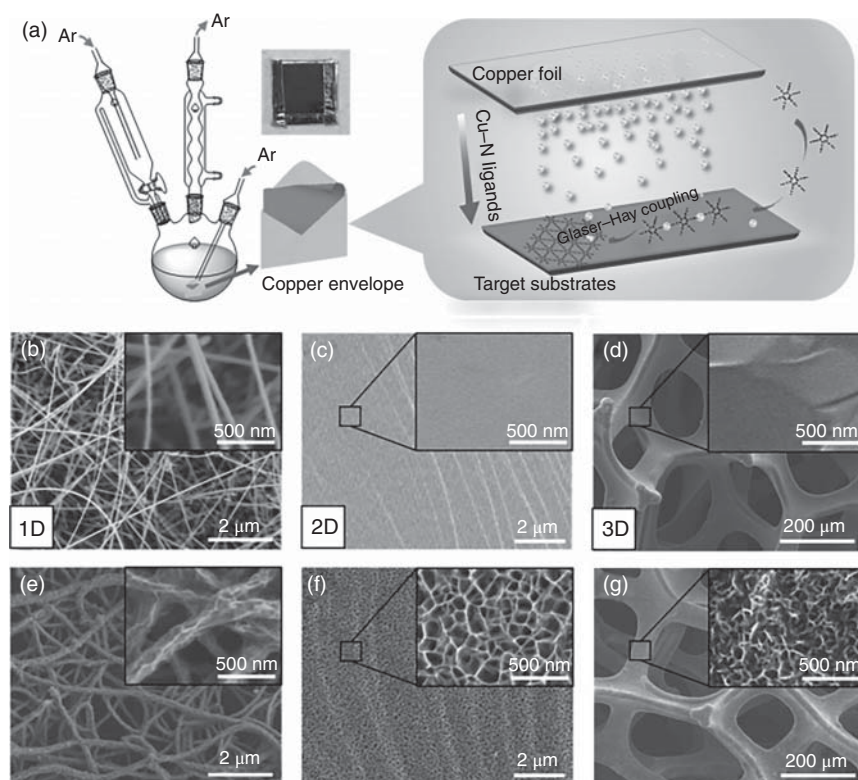 (a)
Ar
Ar
Ar
Copper envelope
Copper foil
Cu–N ligands
Glaser–Hay coupling
Target substrates
(b)
500 nm
1D
2 μm
(c)
500 nm
2D
2 μm
(d)
500 nm
3D
200 μm
(e)
500 nm
2 μm
(f)
500 nm
2 μm
(g)
500 nm
200 μm